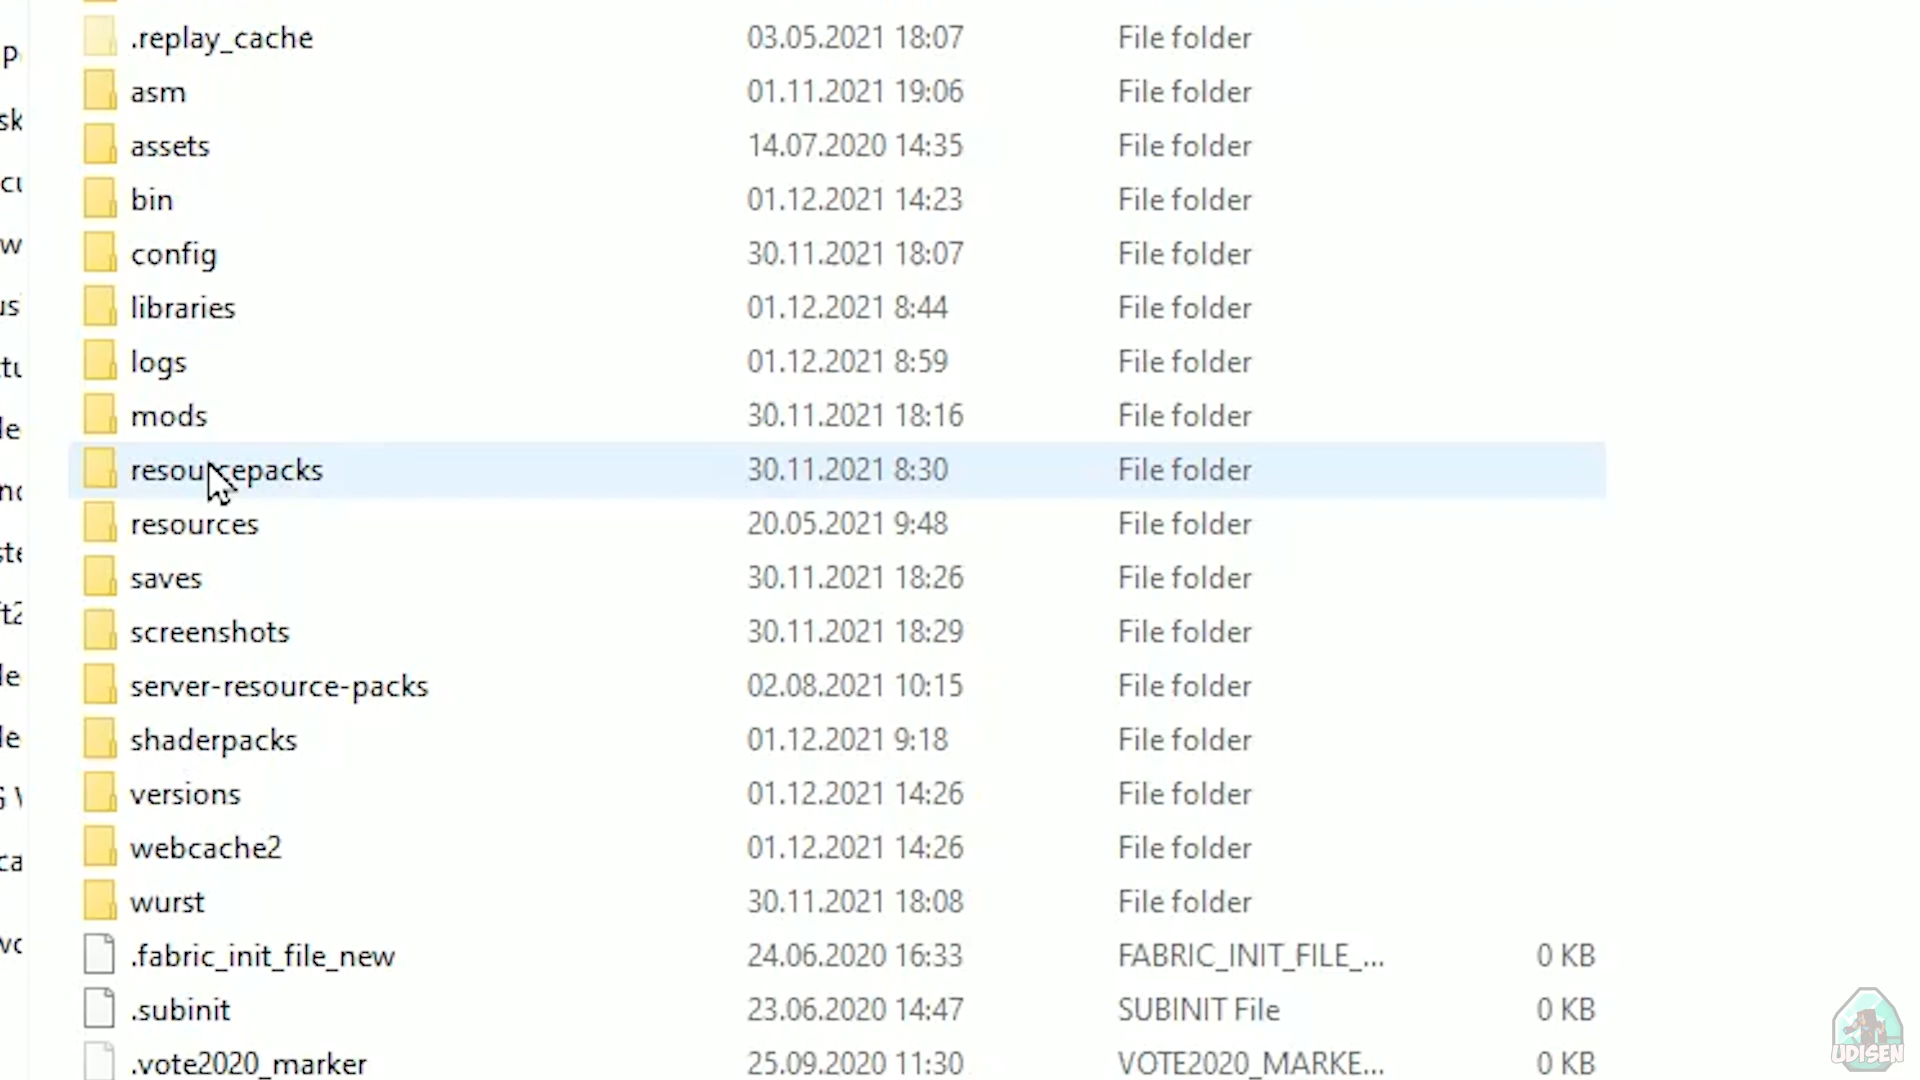 .replay_cache 03.05.2021 18:07 File folder
asm 01.11.2021 19:06 File folder
assets 14.07.2020 14:35 File folder
bin 01.12.2021 14:23 File folder
config 30.11.2021 18:07 File folder
libraries 01.12.2021 8:44 File folder
logs 01.12.2021 8:59 File folder
mods 30.11.2021 18:16 File folder
resourcepacks 30.11.2021 8:30 File folder
resources 20.05.2021 9:48 File folder
saves 30.11.2021 18:26 File folder
screenshots 30.11.2021 18:29 File folder
server-resource-packs 02.08.2021 10:15 File folder
shaderpacks 01.12.2021 9:18 File folder
versions 01.12.2021 14:26 File folder
webcache2 01.12.2021 14:26 File folder
wurst 30.11.2021 18:08 File folder
.fabric_init_file_new 24.06.2020 16:33 FABRIC_INIT_FILE_... 0 KB
.subinit 23.06.2020 14:47 SUBINIT File 0 KB
.vote2020_marker 25.09.2020 11:30 VOTE2020_MARKE... 0 KB
UDISEN